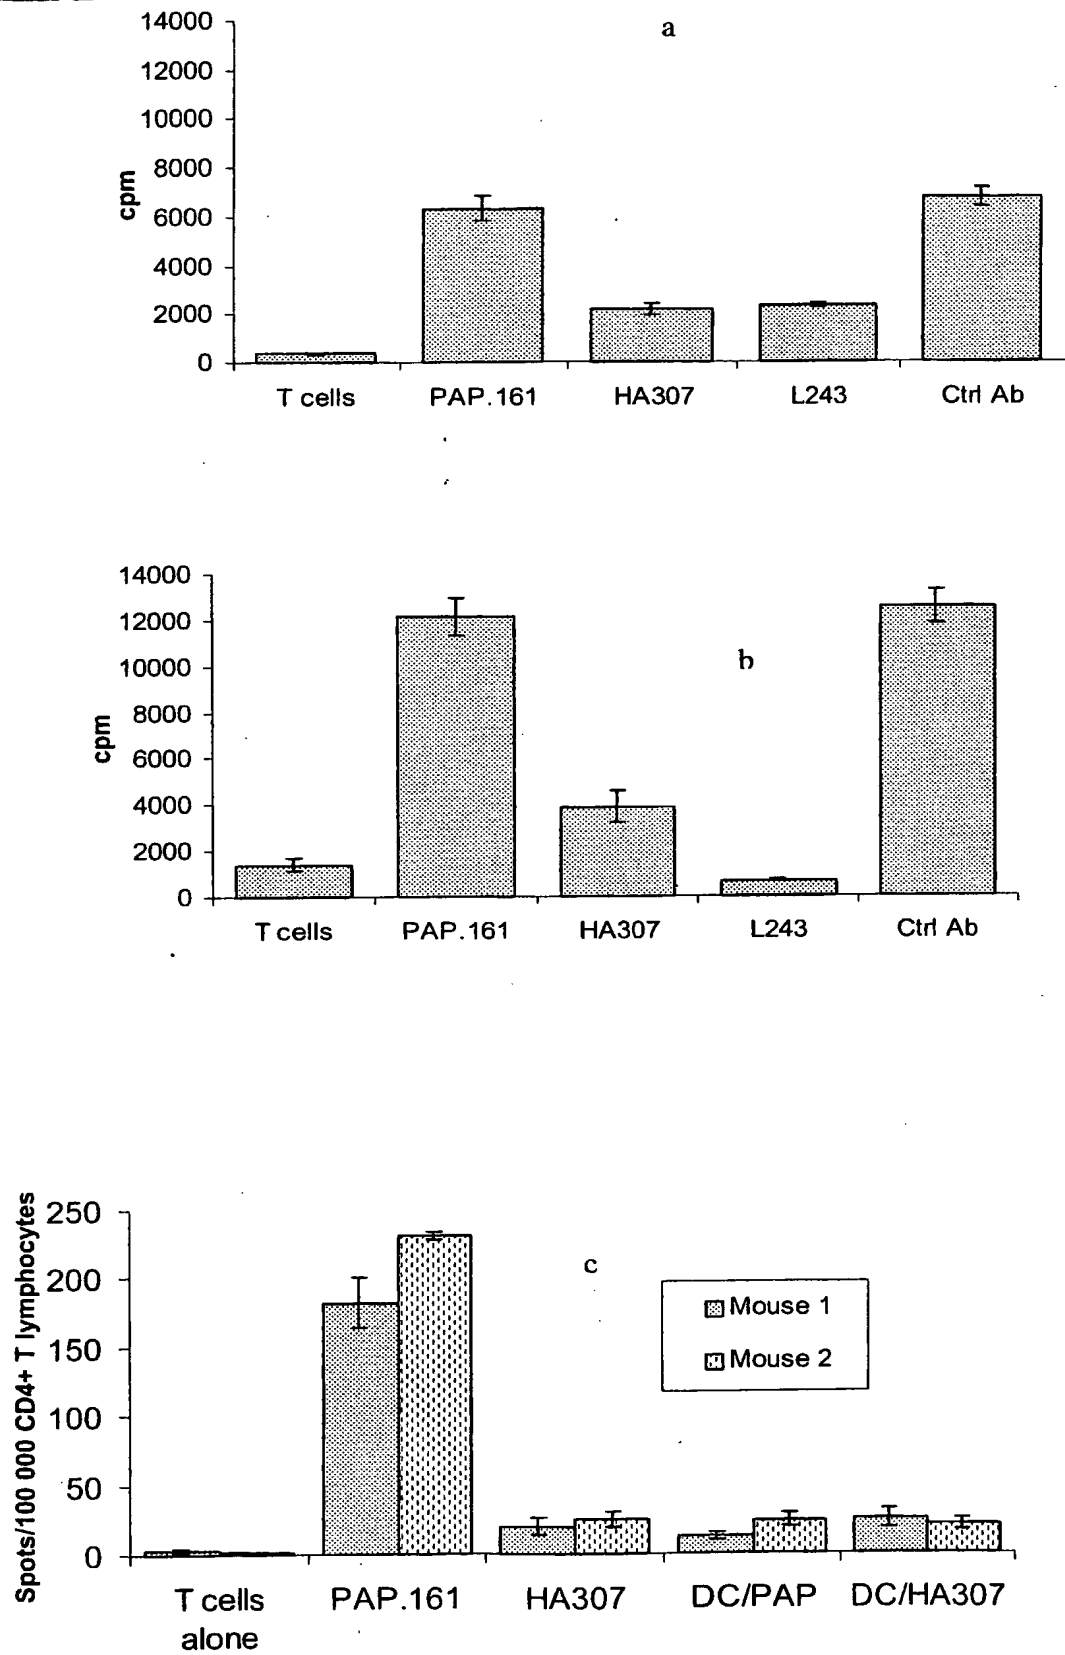 a
14000
12000
10000
8000
6000
4000
2000
0
cpm
T cells PAP.161 HA307 L243 Ctrl Ab
b
14000
12000
10000
8000
6000
4000
2000
0
cpm
T cells PAP.161 HA307 L243 Ctrl Ab
c
250
200
150
100
50
0
Spots/100 000 CD4+ T lymphocytes
Mouse 1
Mouse 2
T cells PAP.161 HA307 DC/PAP DC/HA307
alone